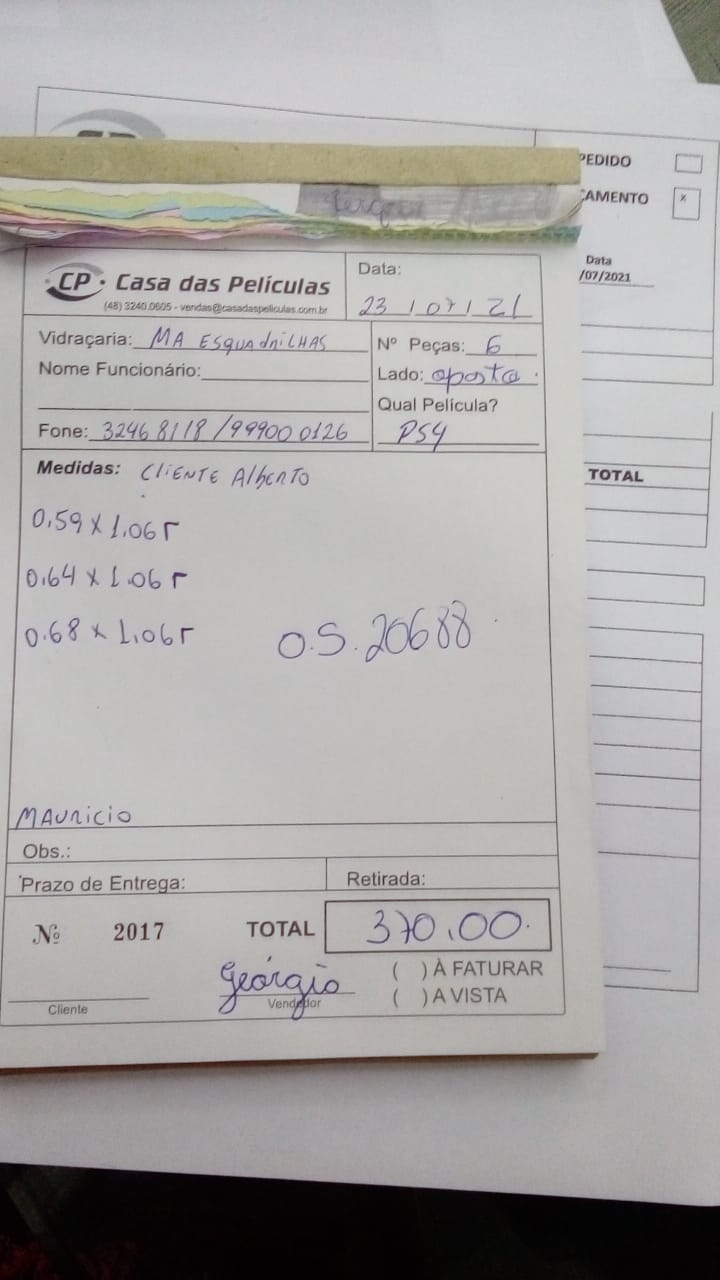 PEDIDO
CAMENTO x
Data
/07/2021
TOTAL
CP Casa das Películas
(48) 3240.0605 - vendas@casadaspeliculas.com.br
Data:
23/07/21
Vidraçaria: MA ESQUAdRILHAS
Nome Funcionário:
Fone: 3246 8118 / 99900 0126
Nº Peças: 6
Lado: oposto
Qual Película?
PS4
Medidas: CLIENTE AlbERTO
0.59 x 1.06 r
0.64 x 1.06 r
0.68 x 1.06 r
O.S. 20688
MAURICIO
Obs.:
Prazo de Entrega:
Retirada:
Nº 2017
TOTAL 370,00
( ) À FATURAR
( ) A VISTA
Geórgio
Cliente
Vendedor